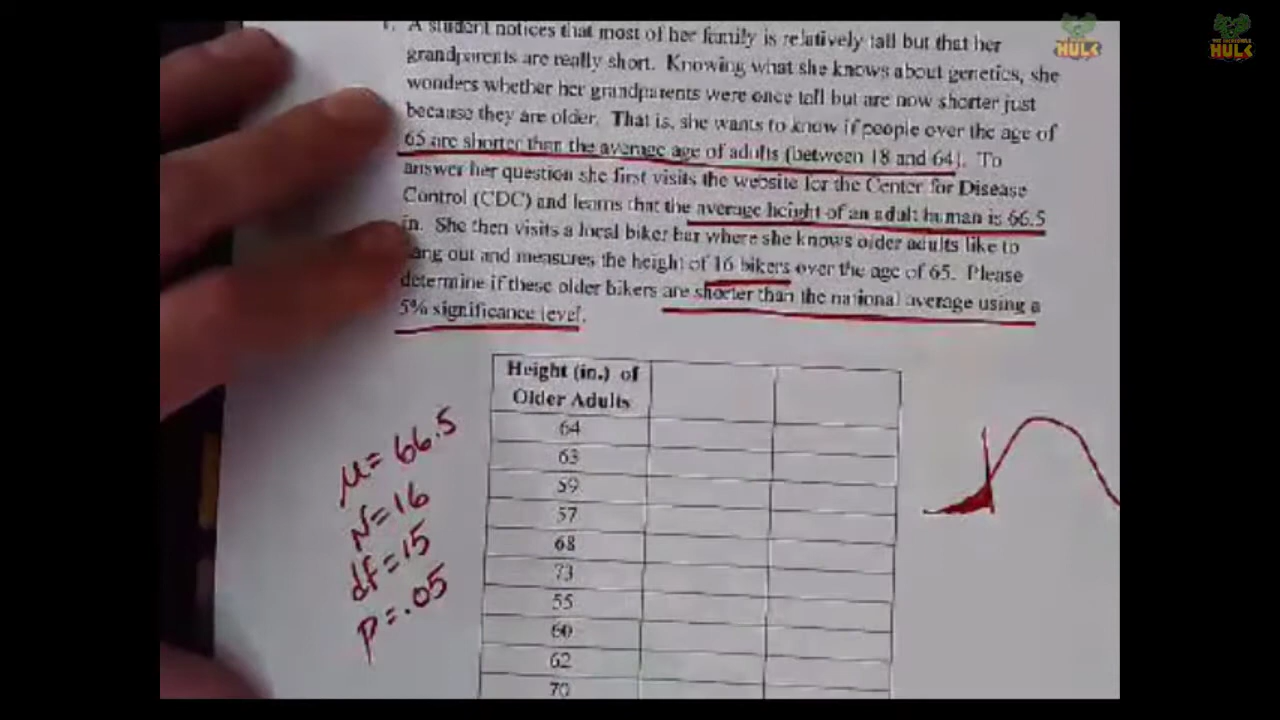 1. A student notices that most of her family is relatively tall but that her
grandparents are really short. Knowing what she knows about genetics, she
wonders whether her grandparents were once tall but are now shorter just
because they are older. That is, she wants to know if people over the age of
65 are shorter than the average age of adults (between 18 and 64). To
answer her question she first visits the website for the Center for Disease
Control (CDC) and learns that the average height of an adult human is 66.5
in. She then visits a local biker bar where she knows older adults like to
hang out and measures the height of 16 bikers over the age of 65. Please
determine if these older bikers are shorter than the national average using a
5% significance level.
Height (in.) of
Older Adults
64
63
59
57
68
73
55
60
62
70
μ = 66.5
N = 16
df = 15
p = .05
HULK
THE INCREDIBLE
HULK